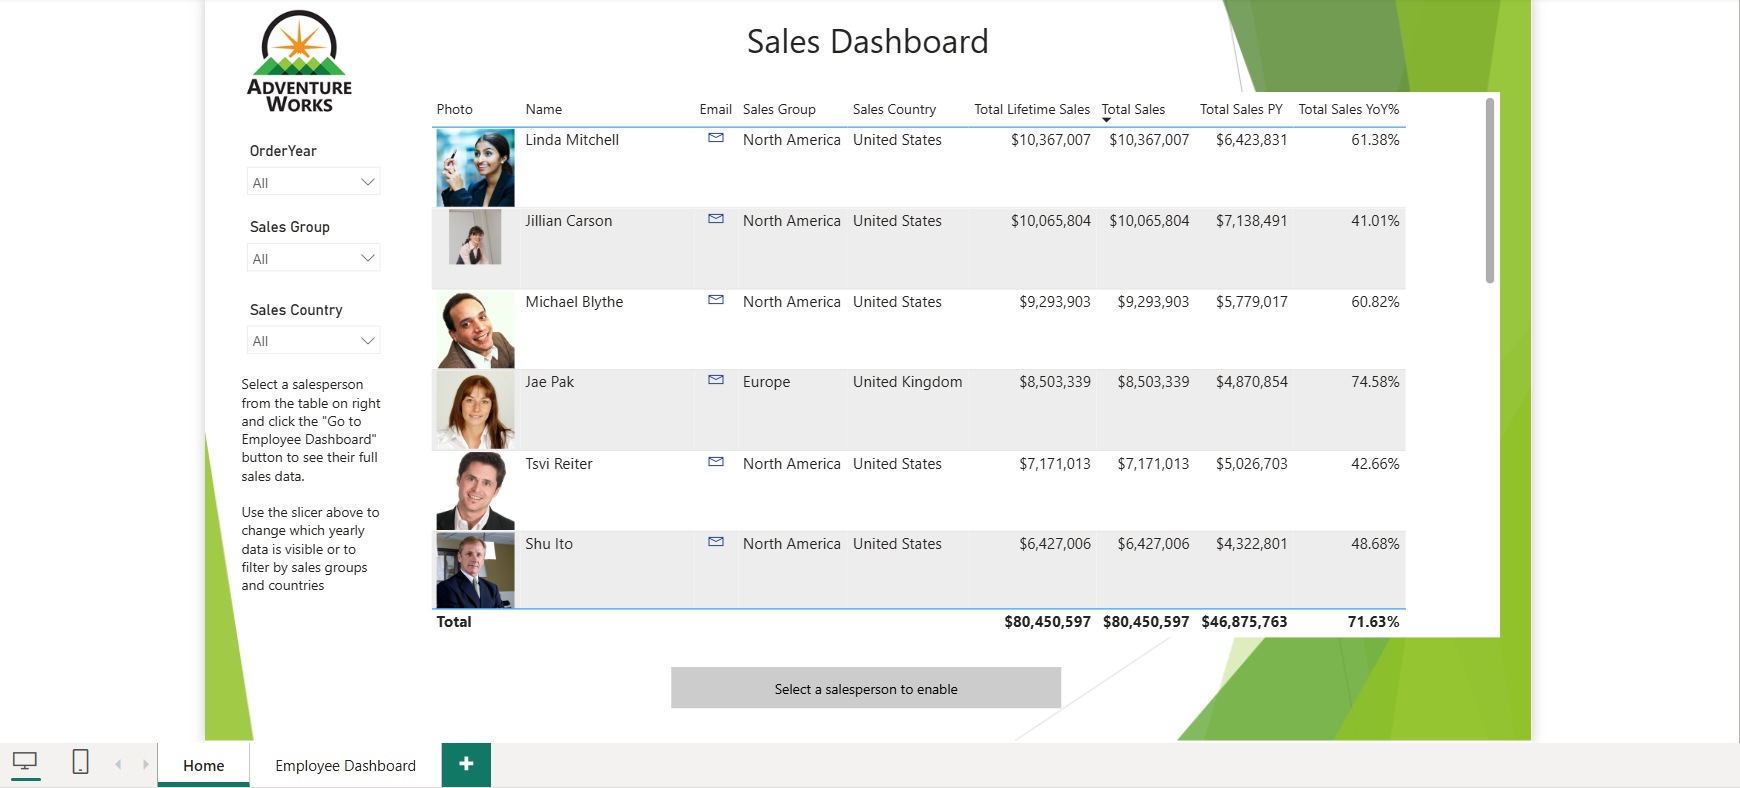 ADVENTURE
WORKS
Sales Dashboard
OrderYear
All
Sales Group
All
Sales Country
All
Select a salesperson
from the table on right
and click the "Go to
Employee Dashboard"
button to see their full
sales data.
Use the slicer above to
change which yearly
data is visible or to
filter by sales groups
and countries
Photo Name Email Sales Group Sales Country Total Lifetime Sales Total Sales Total Sales PY Total Sales YoY%
Linda Mitchell North America United States $10,367,007 $10,367,007 $6,423,831 61.38%
Jillian Carson North America United States $10,065,804 $10,065,804 $7,138,491 41.01%
Michael Blythe North America United States $9,293,903 $9,293,903 $5,779,017 60.82%
Jae Pak Europe United Kingdom $8,503,339 $8,503,339 $4,870,854 74.58%
Tsvi Reiter North America United States $7,171,013 $7,171,013 $5,026,703 42.66%
Shu Ito North America United States $6,427,006 $6,427,006 $4,322,801 48.68%
Total $80,450,597 $80,450,597 $46,875,763 71.63%
Select a salesperson to enable
Home Employee Dashboard +